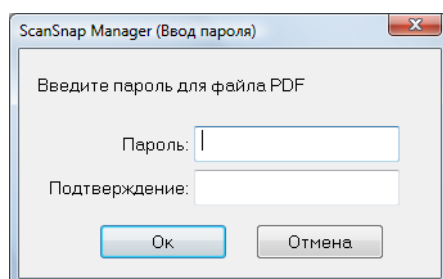 ScanSnap Manager (Ввод пароля)
Введите пароль для файла PDF
Пароль:
Подтверждение:
Ок
Отмена